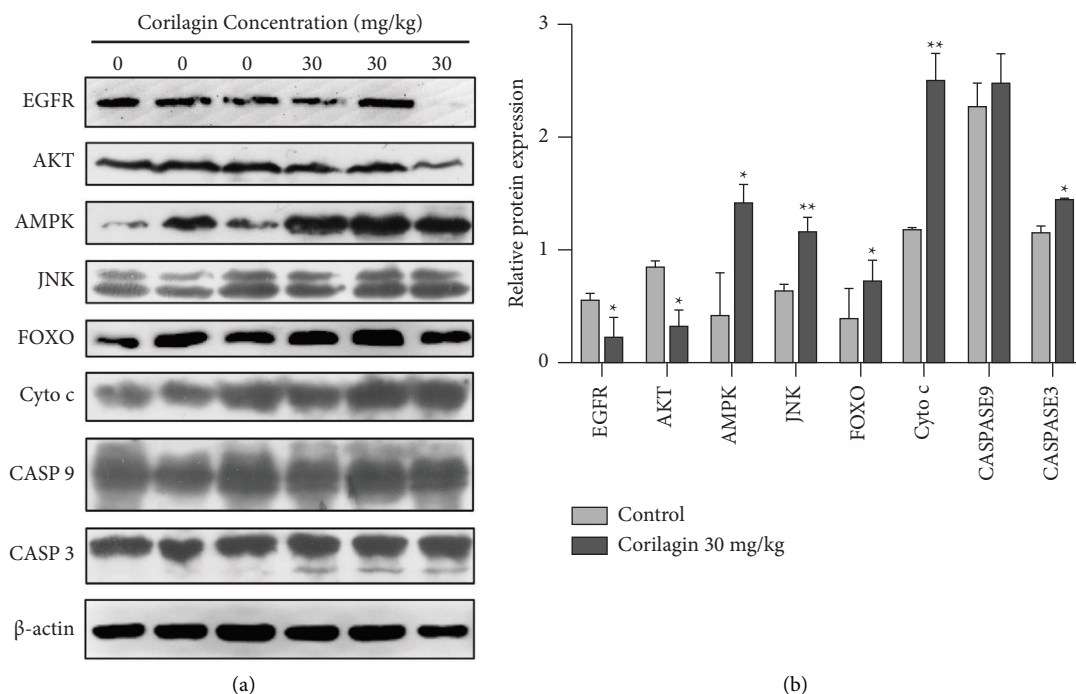 Corilagin Concentration (mg/kg)
0 0 0 30 30 30
EGFR
AKT
AMPK
JNK
FOXO
Cyto c
CASP 9
CASP 3
β-actin
(a)
Relative protein expression
3
2
1
0
* * * ** * ** *
EGFR
AKT
AMPK
JNK
FOXO
Cyto c
CASPASE9
CASPASE3
Control
Corilagin 30 mg/kg
(b)